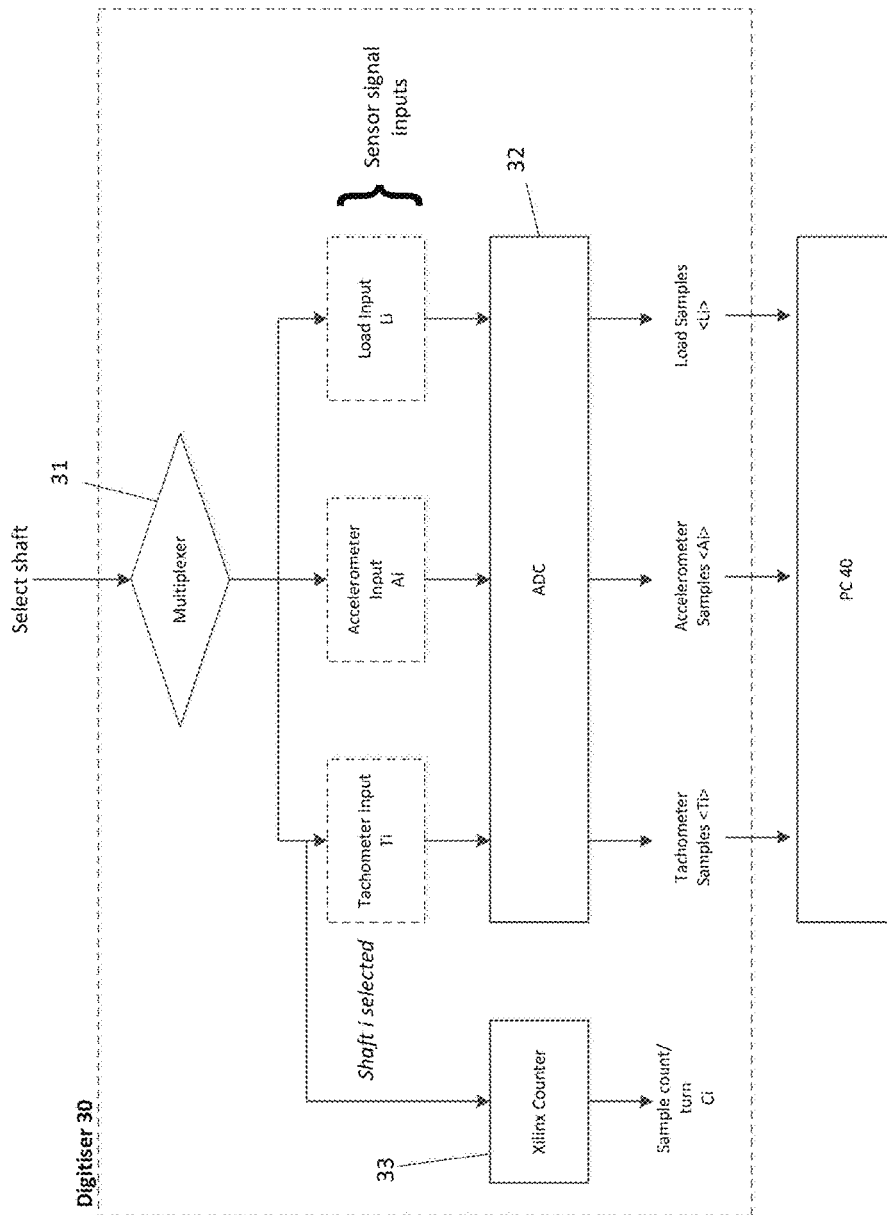 Digitiser 30
Select shaft
31
Multiplexer
Sensor signal
inputs
Shaft i selected
Tachometer Input
Ti
Accelerometer
Input
Ai
Load Input
Li
33
Xilinx Counter
ADC
32
Sample count/
turn
Ci
Tachometer
Samples <Ti>
Accelerometer
Samples <Ai>
Load Samples
<Li>
PC 40